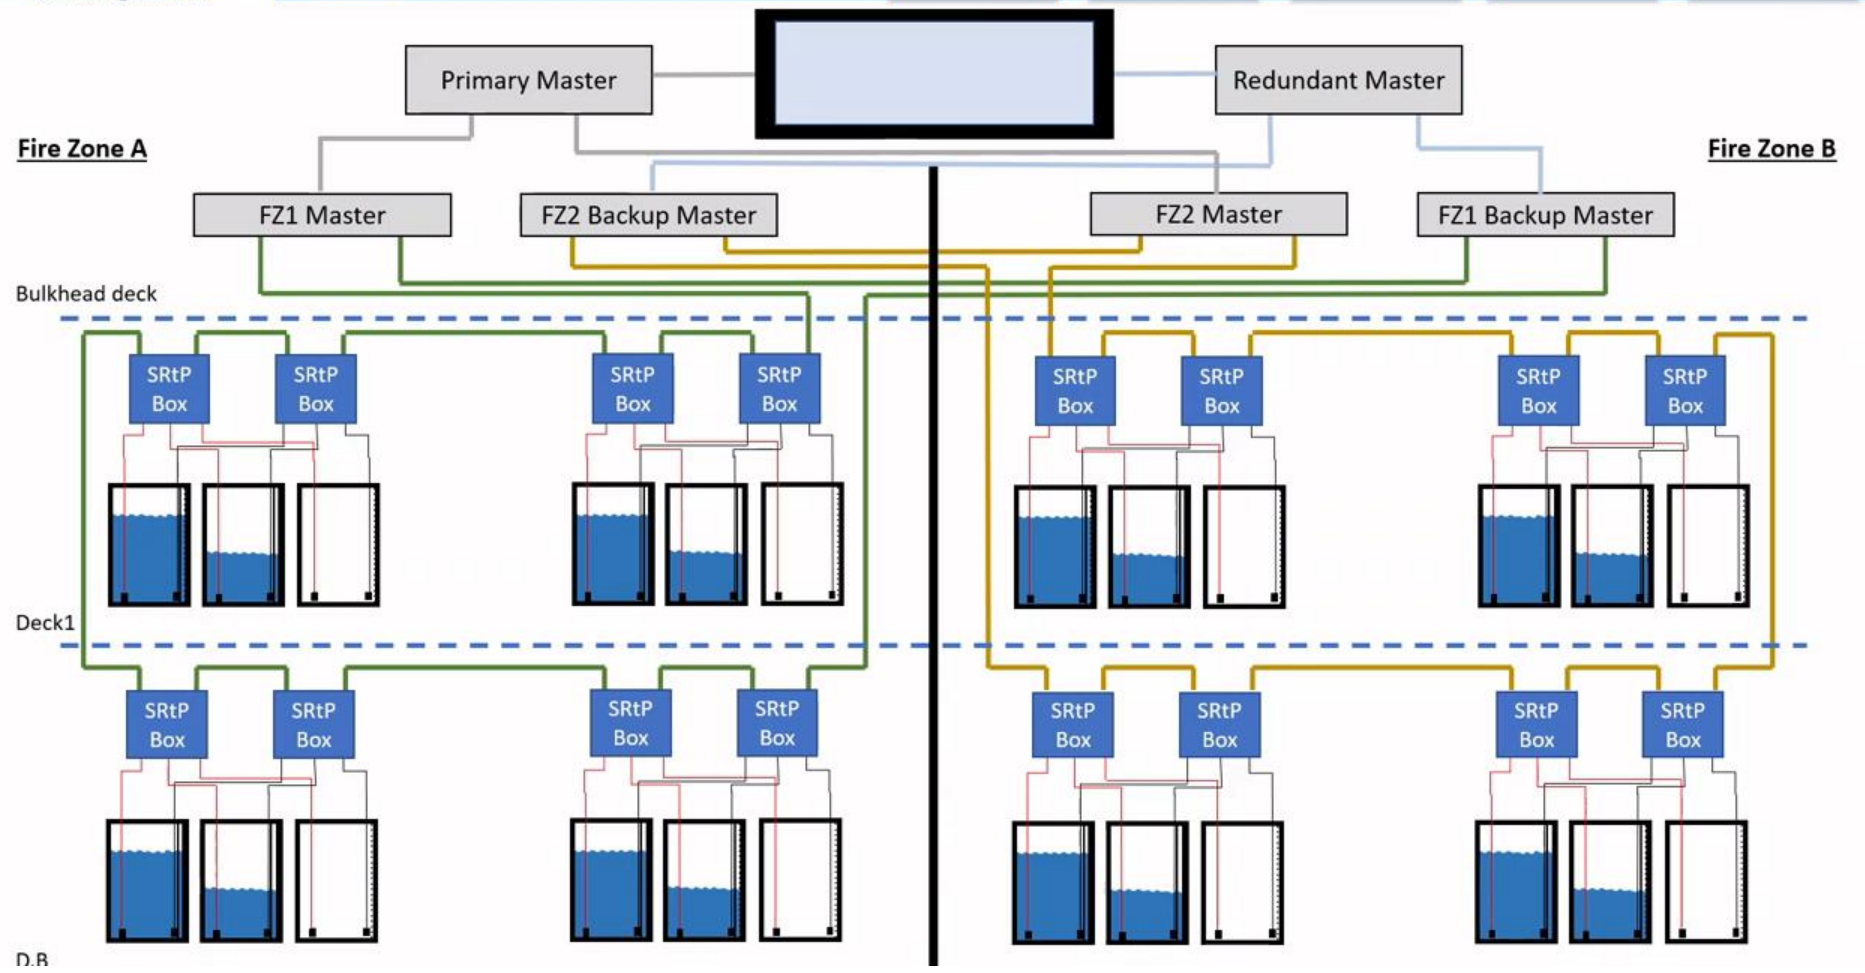 Primary Master
Redundant Master
Fire Zone A
Fire Zone B
FZ1 Master
FZ2 Backup Master
FZ2 Master
FZ1 Backup Master
Bulkhead deck
SRtP
Box
SRtP
Box
SRtP
Box
SRtP
Box
SRtP
Box
SRtP
Box
SRtP
Box
SRtP
Box
Deck1
SRtP
Box
SRtP
Box
SRtP
Box
SRtP
Box
SRtP
Box
SRtP
Box
SRtP
Box
SRtP
Box
D.B